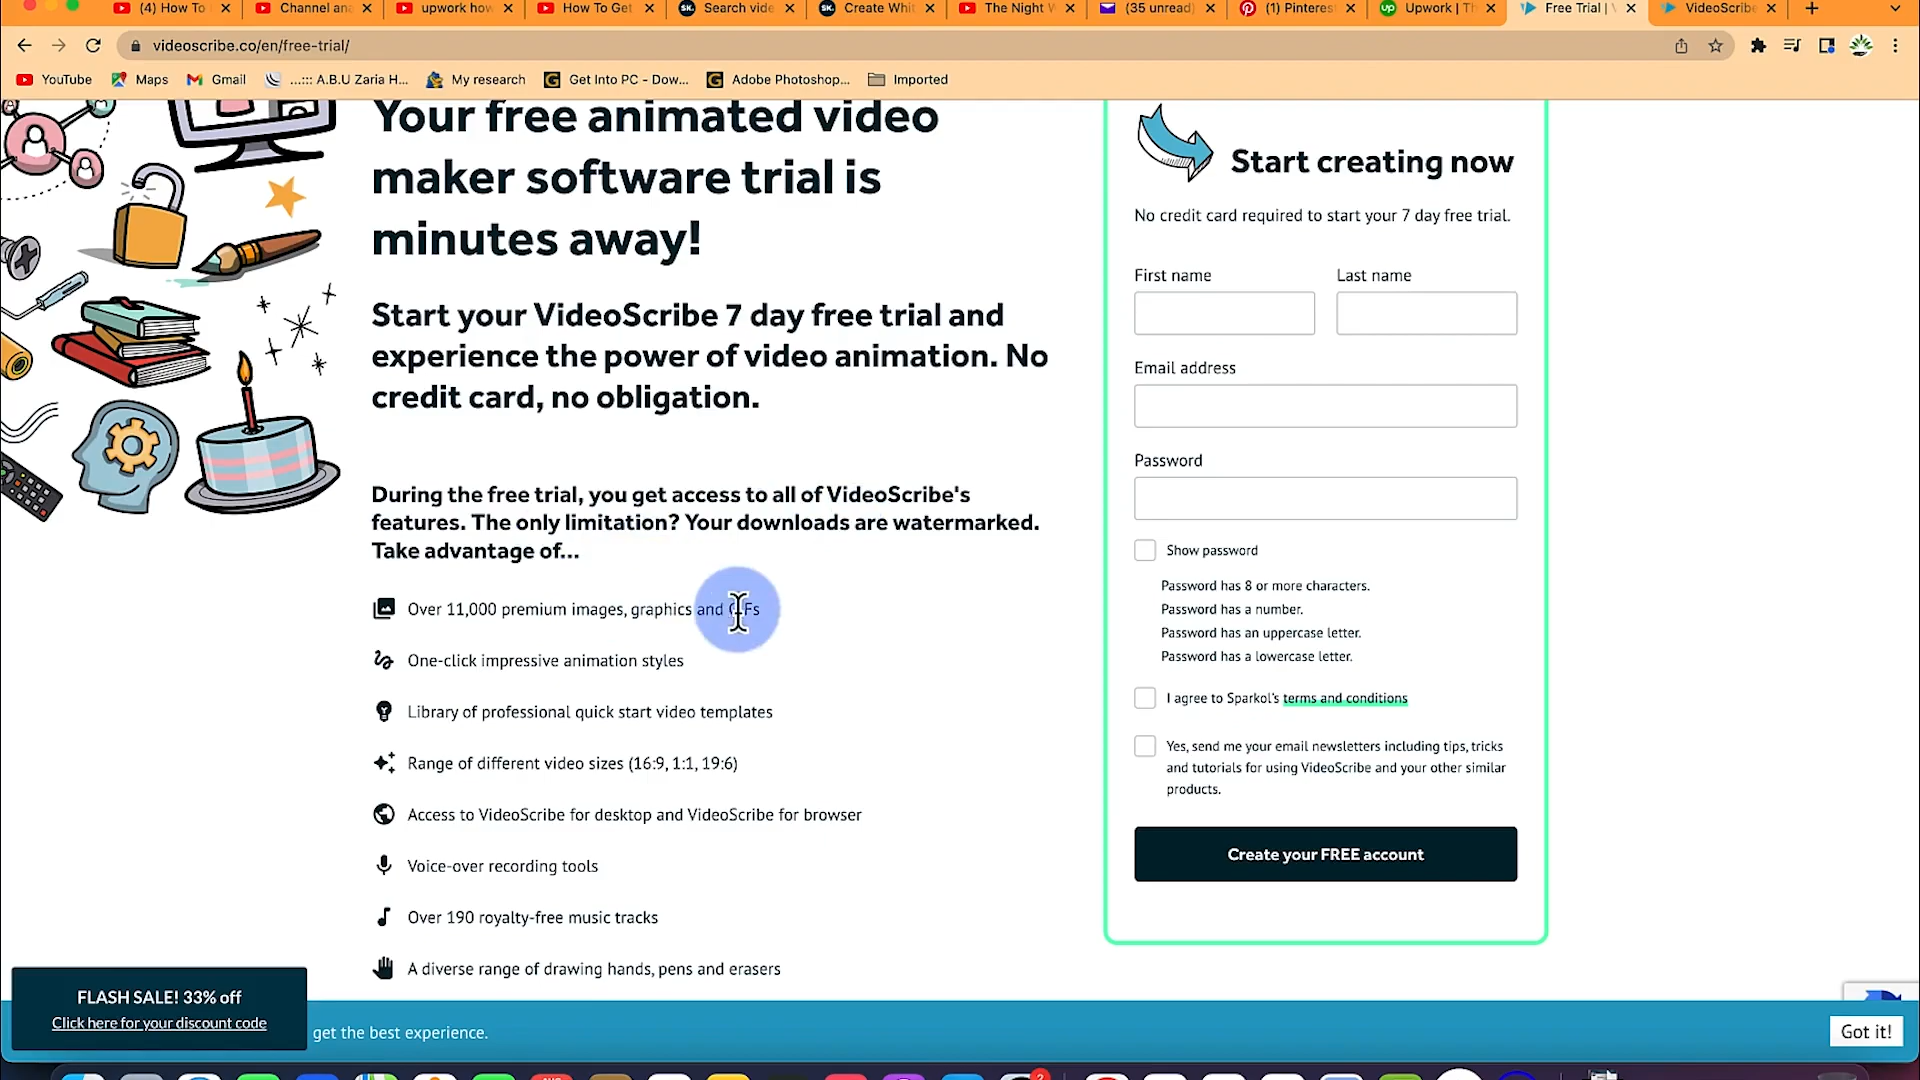 (4) How To
Channel ana
upwork how
How To Get
Search vide
Create Whit
The Night W
(35 unread)
(1) Pinteres
Upwork | Th
Free Trial | V
VideoScribe
videoscribe.co/en/free-trial/
YouTube
Maps
Gmail
...::: A.B.U Zaria H...
My research
Get Into PC - Dow...
Adobe Photoshop...
Imported
Your free animated video
maker software trial is
minutes away!
Start your VideoScribe 7 day free trial and
experience the power of video animation. No
credit card, no obligation.
During the free trial, you get access to all of VideoScribe's
features. The only limitation? Your downloads are watermarked.
Take advantage of...
Over 11,000 premium images, graphics and GIFs
One-click impressive animation styles
Library of professional quick start video templates
Range of different video sizes (16:9, 1:1, 19:6)
Access to VideoScribe for desktop and VideoScribe for browser
Voice-over recording tools
Over 190 royalty-free music tracks
A diverse range of drawing hands, pens and erasers
Start creating now
No credit card required to start your 7 day free trial.
First name
Last name
Email address
Password
Show password
Password has 8 or more characters.
Password has a number.
Password has an uppercase letter.
Password has a lowercase letter.
I agree to Sparkol's terms and conditions
Yes, send me your email newsletters including tips, tricks
and tutorials for using VideoScribe and your other similar
products.
Create your FREE account
FLASH SALE! 33% off
Click here for your discount code
get the best experience.
Got it!
2